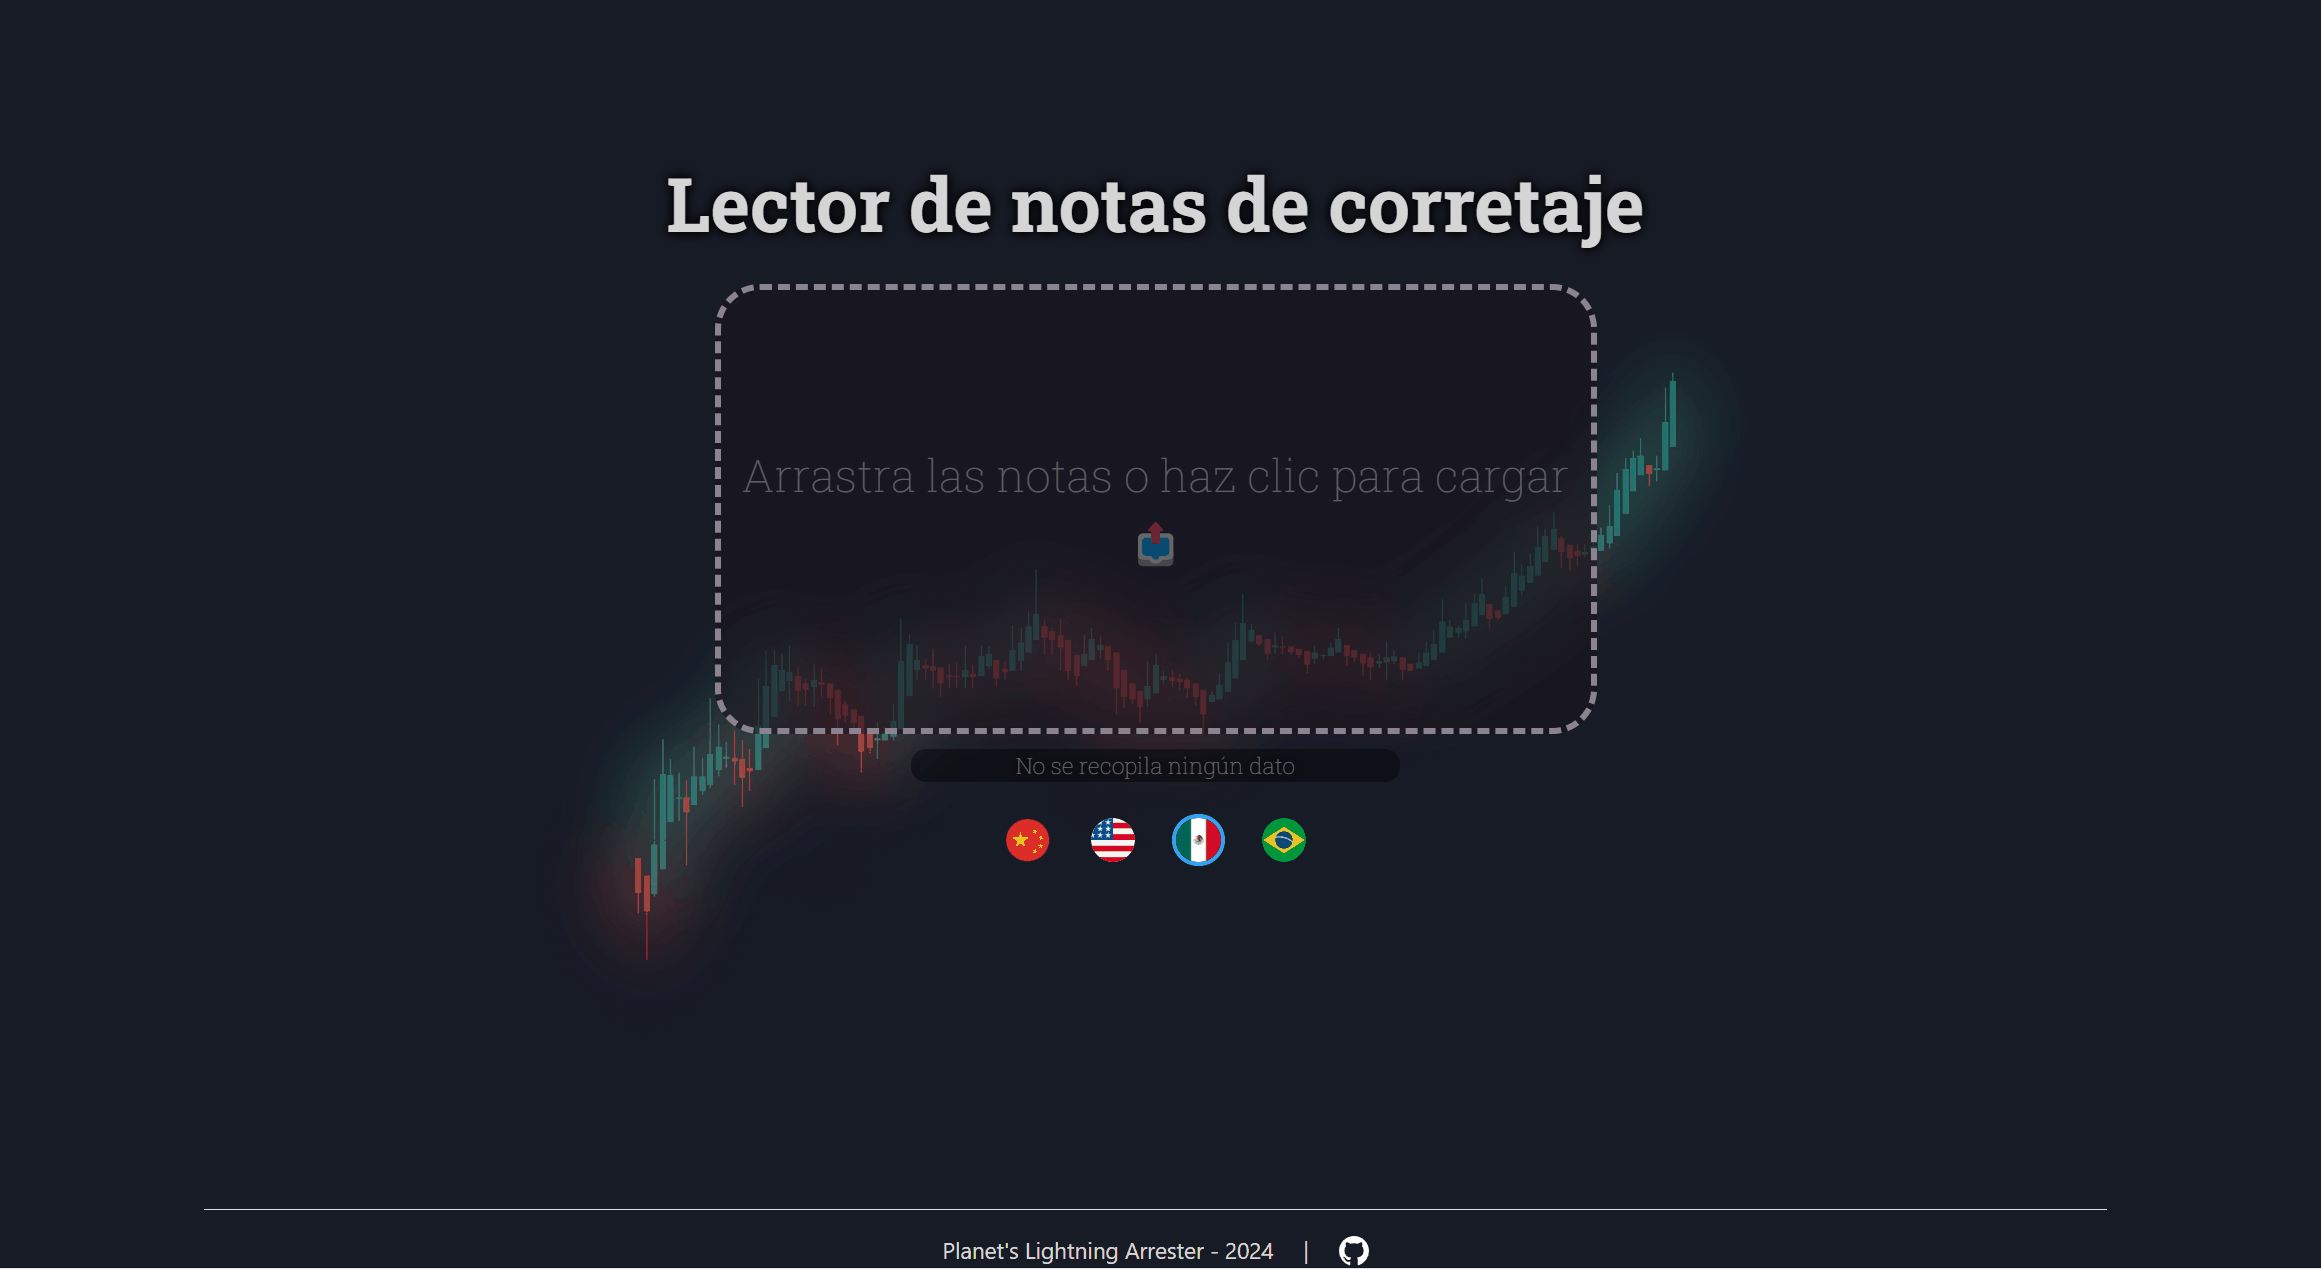 Lector de notas de corretaje
Arrastra las notas o haz clic para cargar
No se recopila ningún dato
Planet's Lightning Arrester - 2024 |